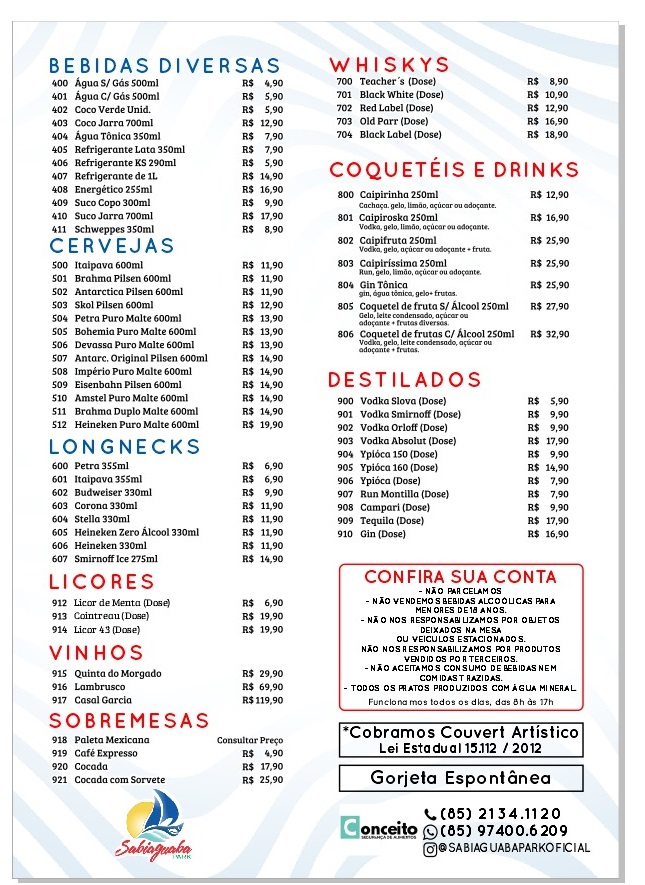 BEBIDAS DIVERSAS
400 Água S/ Gás 500ml R$ 4,90
401 Água C/ Gás 500ml R$ 5,90
402 Coco Verde Unid. R$ 5,90
403 Coco Jarra 700ml R$ 12,90
404 Água Tônica 350ml R$ 7,90
405 Refrigerante Lata 350ml R$ 7,90
406 Refrigerante KS 290ml R$ 5,90
407 Refrigerante de 1L R$ 14,90
408 Energético 255ml R$ 16,90
409 Suco Copo 300ml R$ 9,90
410 Suco Jarra 700ml R$ 17,90
411 Schweppes 350ml R$ 8,90
CERVEJAS
500 Itaipava 600ml R$ 11,90
501 Brahma Pilsen 600ml R$ 11,90
502 Antarctica Pilsen 600ml R$ 11,90
503 Skol Pilsen 600ml R$ 12,90
504 Petra Puro Malte 600ml R$ 13,90
505 Bohemia Puro Malte 600ml R$ 13,90
506 Devassa Puro Malte 600ml R$ 13,90
507 Antarc. Original Pilsen 600ml R$ 14,90
508 Império Puro Malte 600ml R$ 14,90
509 Eisenbahn Pilsen 600ml R$ 14,90
510 Amstel Puro Malte 600ml R$ 14,90
511 Brahma Duplo Malte 600ml R$ 14,90
512 Heineken Puro Malte 600ml R$ 19,90
LONGNECKS
600 Petra 355ml R$ 6,90
601 Itaipava 355ml R$ 6,90
602 Budweiser 330ml R$ 9,90
603 Corona 330ml R$ 11,90
604 Stella 330ml R$ 11,90
605 Heineken Zero Álcool 330ml R$ 11,90
606 Heineken 330ml R$ 11,90
607 Smirnoff Ice 275ml R$ 14,90
LICORES
912 Licor de Menta (Dose) R$ 6,90
913 Cointreau (Dose) R$ 19,90
914 Licor 43 (Dose) R$ 19,90
VINHOS
915 Quinta do Morgado R$ 29,90
916 Lambrusco R$ 69,90
917 Casal Garcia R$ 119,90
SOBREMESAS
918 Paleta Mexicana Consultar Preço
919 Café Expresso R$ 4,90
920 Cocada R$ 17,90
921 Cocada com Sorvete R$ 25,90
Sabiaguaba
PARK
WHISKYS
700 Teacher´s (Dose) R$ 8,90
701 Black White (Dose) R$ 10,90
702 Red Label (Dose) R$ 12,90
703 Old Parr (Dose) R$ 16,90
704 Black Label (Dose) R$ 18,90
COQUETÉIS E DRINKS
800 Caipirinha 250ml R$ 12,90
Cachaça, gelo, limão, açúcar ou adoçante.
801 Caipiroska 250ml R$ 16,90
Vodka, gelo, limão, açúcar ou adoçante.
802 Caipifruta 250ml R$ 25,90
Vodka, gelo, açúcar ou adoçante + fruta.
803 Caipiríssima 250ml R$ 25,90
Run, gelo, limão, açúcar ou adoçante.
804 Gin Tônica R$ 25,90
gin, água tônica, gelo+ frutas.
805 Coquetel de fruta S/ Álcool 250ml R$ 27,90
Gelo, leite condensado, açúcar ou
adoçante + frutas diversas.
806 Coquetel de frutas C/ Álcool 250ml R$ 32,90
Vodka, gelo, leite condensado, açúcar ou
adoçante + frutas.
DESTILADOS
900 Vodka Slova (Dose) R$ 5,90
901 Vodka Smirnoff (Dose) R$ 9,90
902 Vodka Orloff (Dose) R$ 9,90
903 Vodka Absolut (Dose) R$ 17,90
904 Ypióca 150 (Dose) R$ 9,90
905 Ypióca 160 (Dose) R$ 14,90
906 Ypióca (Dose) R$ 7,90
907 Run Montilla (Dose) R$ 7,90
908 Campari (Dose) R$ 9,90
909 Tequila (Dose) R$ 17,90
910 Gin (Dose) R$ 16,90
CONFIRA SUA CONTA
- NÃO PARCELAMOS
- NÃO VENDEMOS BEBIDAS ALCOÓLICAS PARA
MENORES DE 18 ANOS.
- NÃO NOS RESPONSABILIZAMOS POR OBJETOS
DEIXADOS NA MESA
OU VEÍCULOS ESTACIONADOS.
NÃO NOS RESPONSABILIZAMOS POR PRODUTOS
VENDIDOS POR TERCEIROS.
- NÃO ACEITAMOS CONSUMO DE BEBIDAS NEM
COMIDAS TRAZIDAS.
- TODOS OS PRATOS PRODUZIDOS COM ÁGUA MINERAL.
Funcionamos todos os dias, das 8h às 17h
*Cobramos Couvert Artístico
Lei Estadual 15.112 / 2012
Gorjeta Espontânea
Conceito
SEGURANÇA DE ALIMENTOS
(85) 2134.1120
(85) 97400.6209
@SABIAGUABAPARKOFICIAL